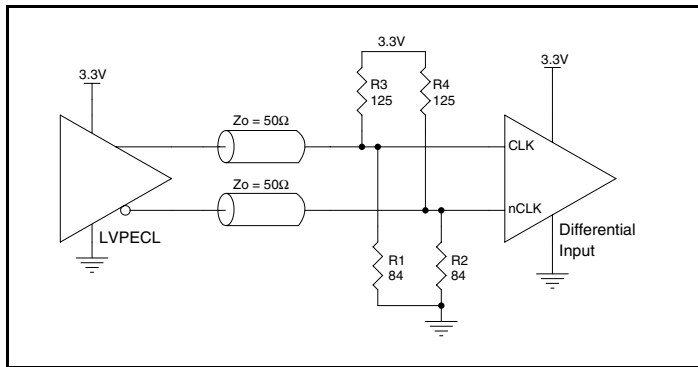 3.3V
3.3V
3.3V
R3
125
R4
125
Zo = 50Ω
CLK
Zo = 50Ω
nCLK
LVPECL
Differential
Input
R1
84
R2
84